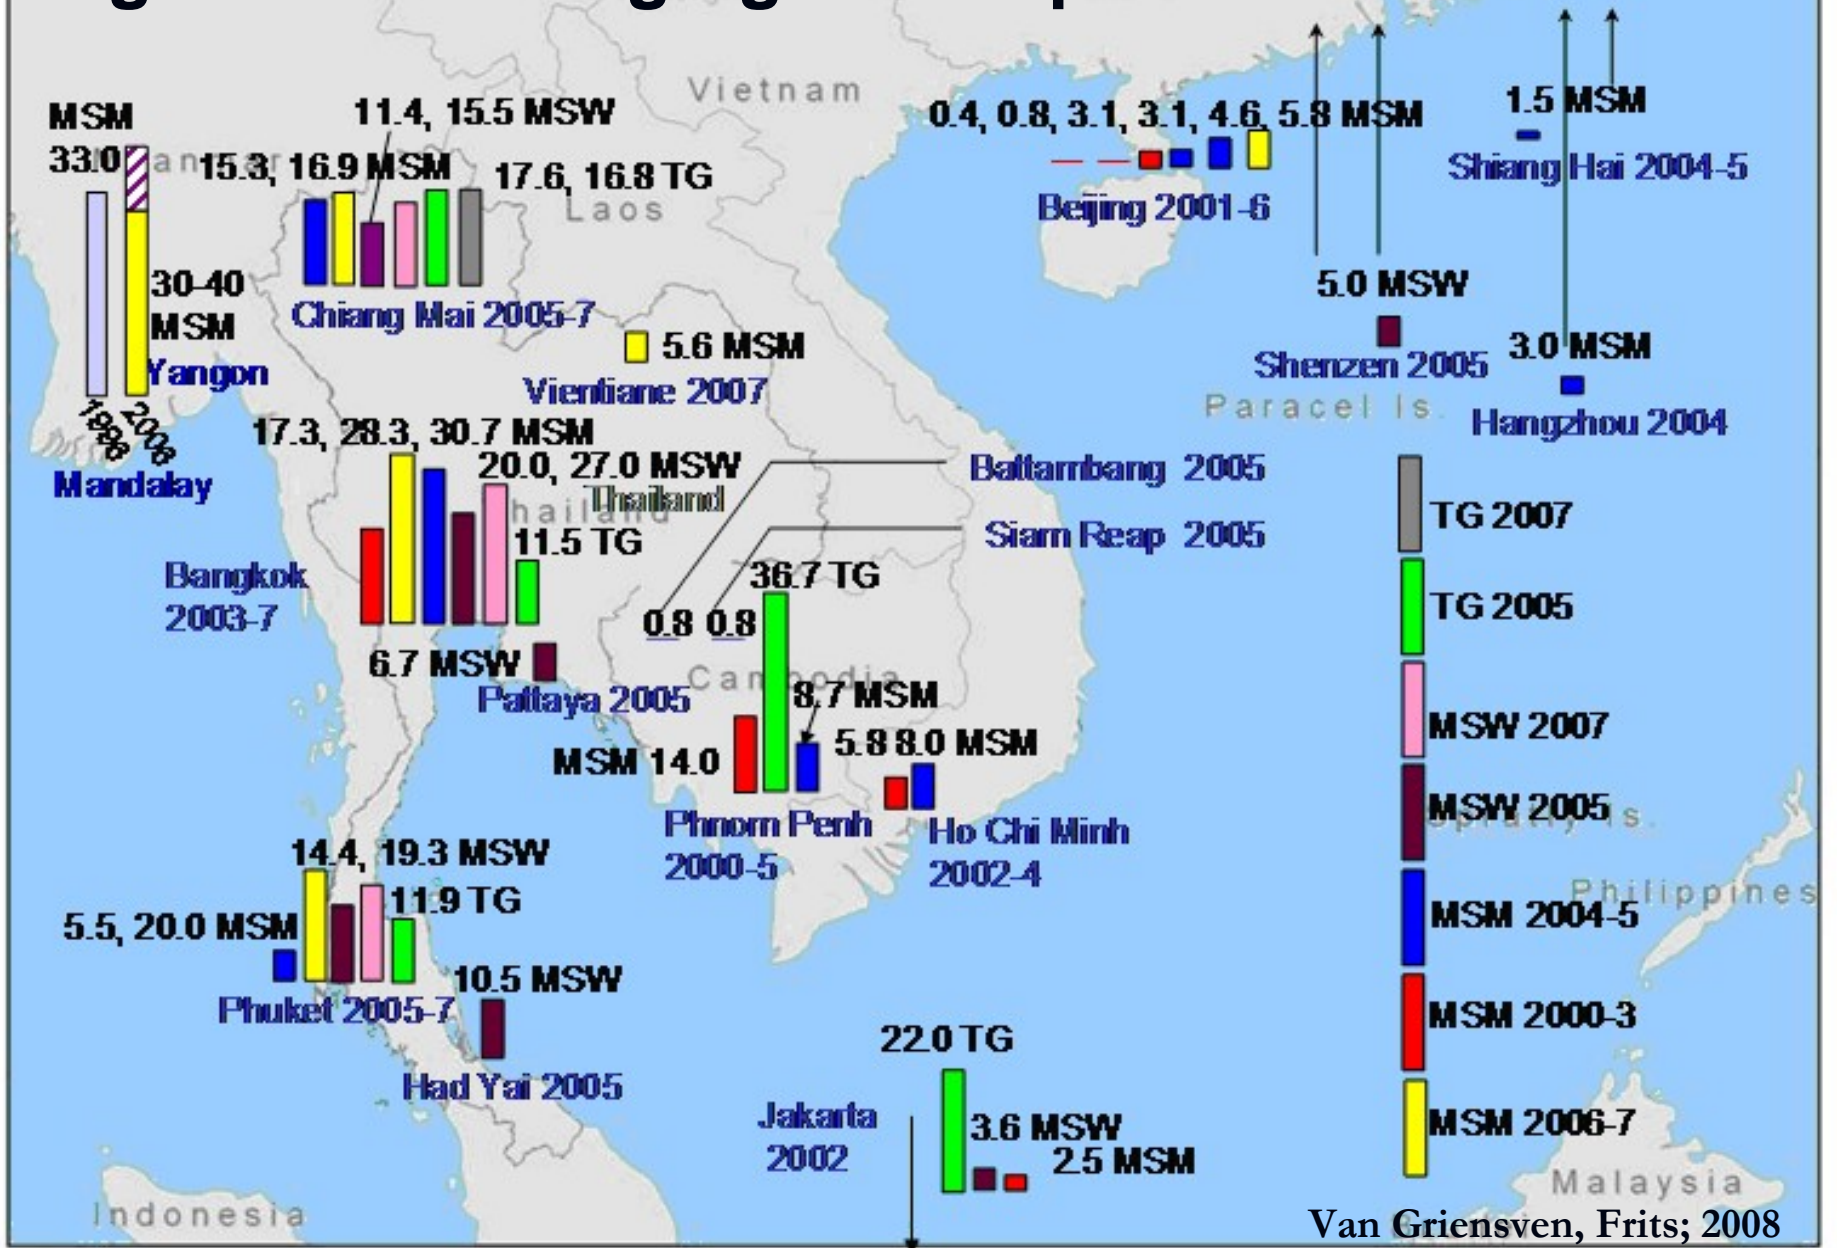 Vietnam
MSM
33.0
Myanmar
11.4, 15.5 MSW
15.3, 16.9 MSM
17.6, 16.8 TG
Laos
Chiang Mai 2005-7
30-40
MSM
Yangon
1996
2006
Mandalay
5.6 MSM
Vientiane 2007
0.4, 0.8, 3.1, 3.1, 4.6, 5.8 MSM
Beijing 2001-6
1.5 MSM
Shiang Hai 2004-5
5.0 MSW
Shenzen 2005
3.0 MSM
Hangzhou 2004
Paracel Is.
17.3, 28.3, 30.7 MSM
20.0, 27.0 MSW
Thailand
Thailand
11.5 TG
Bangkok
2003-7
6.7 MSW
Pattaya 2005
Battambang 2005
Siam Reap 2005
0.8 0.8
36.7 TG
Cambodia
8.7 MSM
MSM 14.0
Phnom Penh
2000-5
5.8 8.0 MSM
Ho Chi Minh
2002-4
14.4, 19.3 MSW
11.9 TG
5.5, 20.0 MSM
Phuket 2005-7
10.5 MSW
Had Yai 2005
22.0 TG
Jakarta
2002
3.6 MSW
2.5 MSM
TG 2007
TG 2005
MSW 2007
MSW 2005
Is.
MSM 2004-5
Philippines
MSM 2000-3
MSM 2006-7
Malaysia
Indonesia
Van Griensven, Frits; 2008